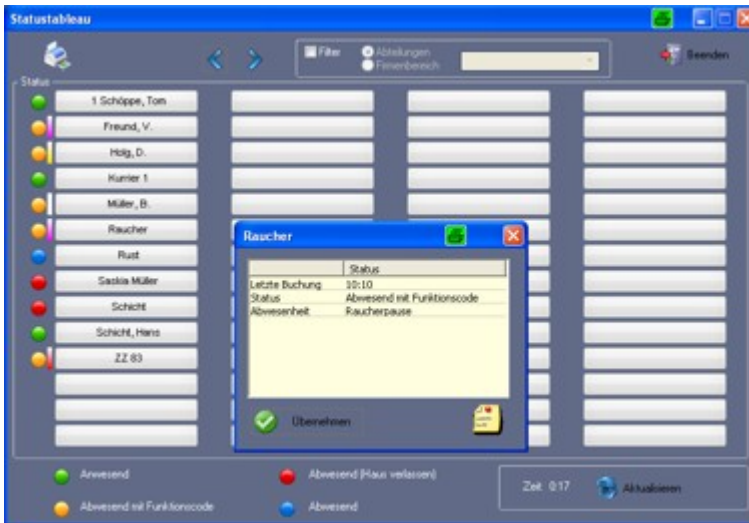 Statustableau
Filter
Abteilungen
Firmenbereich
Beenden
Status
1 Schöppe, Tom
Freund, V.
Holg, D.
Kurrier 1
Müller, B.
Raucher
Rust
Saskia Müller
Schicht
Schicht, Hans
ZZ 83
Raucher
Status
Letzte Buchung 10:10
Status Abwesend mit Funktionscode
Abwesenheit Raucherpause
Übernehmen
Anwesend
Abwesend (Haus verlassen)
Abwesend mit Funktionscode
Abwesend
Zeit 0:17
Aktualisieren